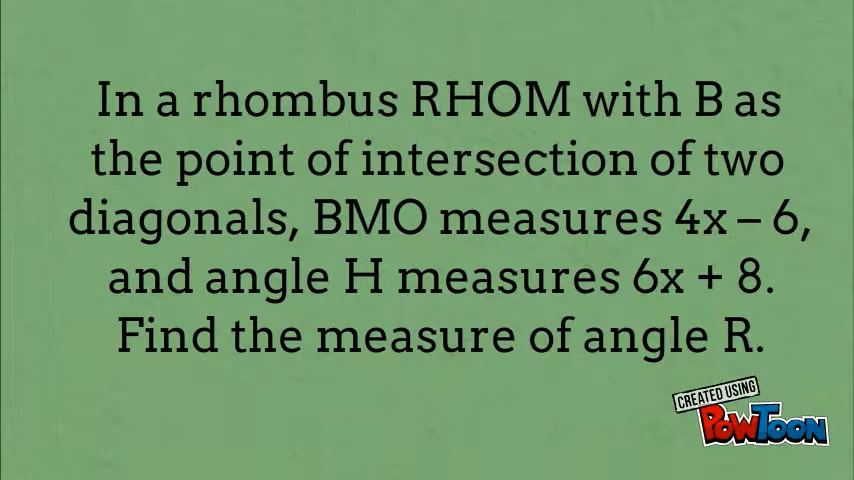 In a rhombus RHOM with B as
the point of intersection of two
diagonals, BMO measures 4x – 6,
and angle H measures 6x + 8.
Find the measure of angle R.
CREATED USING
POWTOON